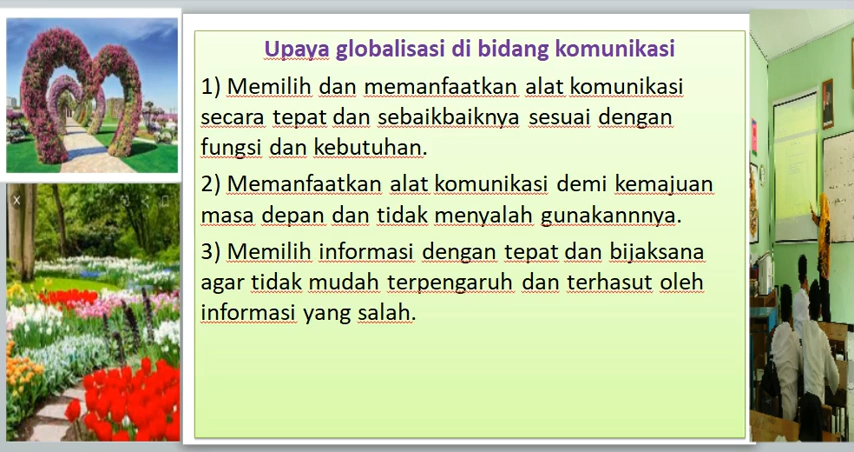 Upaya globalisasi di bidang komunikasi
1) Memilih dan memanfaatkan alat komunikasi
secara tepat dan sebaikbaiknya sesuai dengan
fungsi dan kebutuhan.
2) Memanfaatkan alat komunikasi demi kemajuan
masa depan dan tidak menyalah gunakannnya.
3) Memilih informasi dengan tepat dan bijaksana
agar tidak mudah terpengaruh dan terhasut oleh
informasi yang salah.